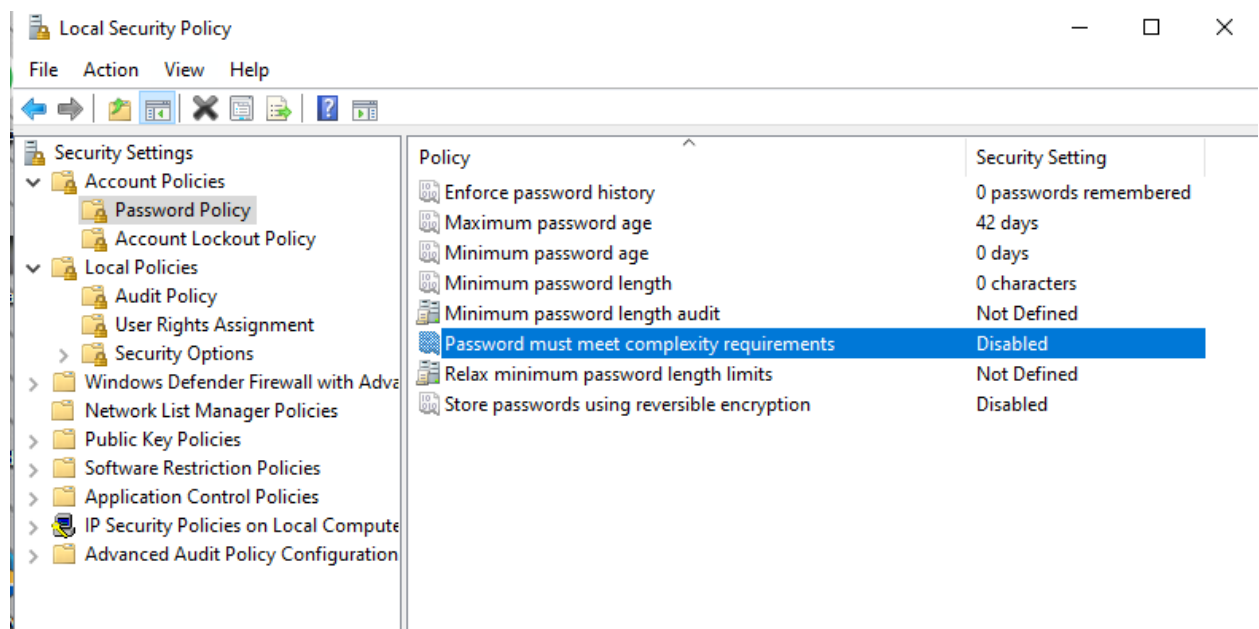 Local Security Policy
File Action View Help
Security Settings
Account Policies
Password Policy
Account Lockout Policy
Local Policies
Audit Policy
User Rights Assignment
Security Options
Windows Defender Firewall with Adva
Network List Manager Policies
Public Key Policies
Software Restriction Policies
Application Control Policies
IP Security Policies on Local Compute
Advanced Audit Policy Configuration
Policy Security Setting
Enforce password history 0 passwords remembered
Maximum password age 42 days
Minimum password age 0 days
Minimum password length 0 characters
Minimum password length audit Not Defined
Password must meet complexity requirements Disabled
Relax minimum password length limits Not Defined
Store passwords using reversible encryption Disabled